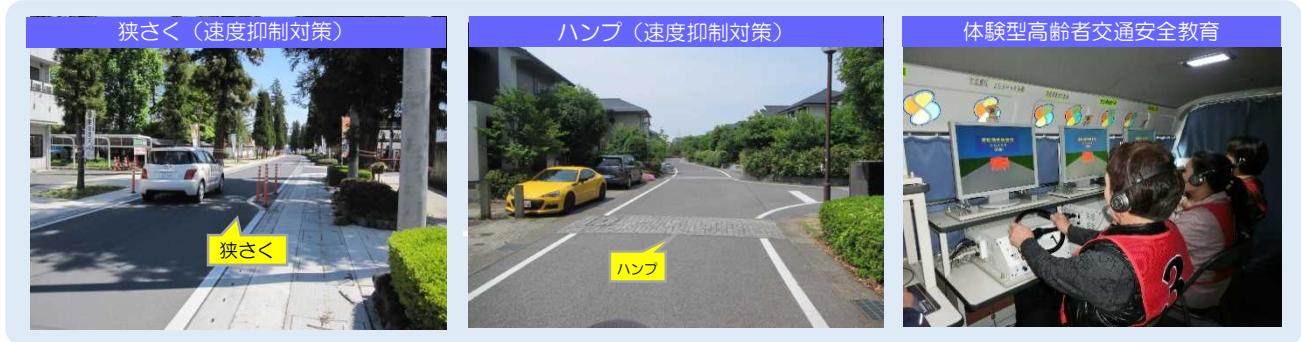 狭さく（速度抑制対策）
ハンプ（速度抑制対策）
体験型高齢者交通安全教育
狭さく
ハンプ
3